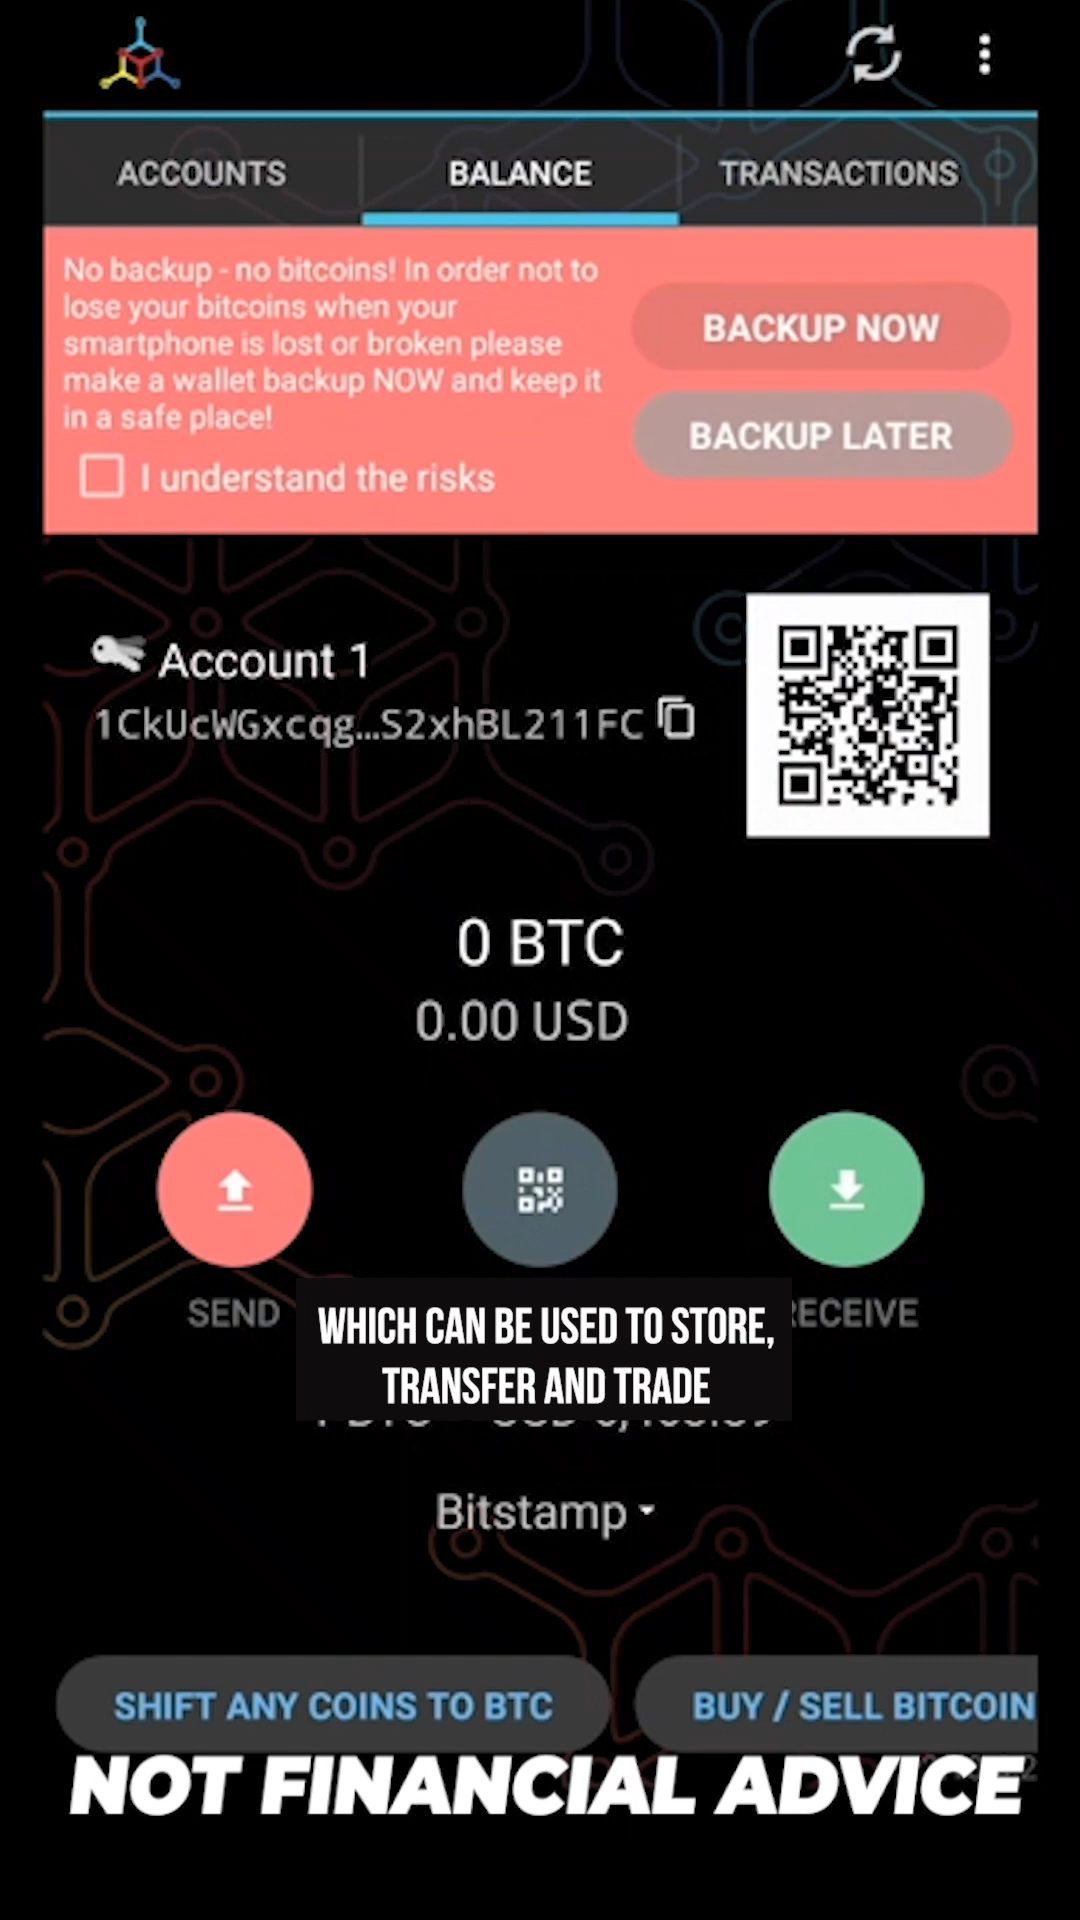 ACCOUNTS
BALANCE
TRANSACTIONS
No backup - no bitcoins! In order not to
lose your bitcoins when your
smartphone is lost or broken please
make a wallet backup NOW and keep it
in a safe place!
I understand the risks
BACKUP NOW
BACKUP LATER
Account 1
1CkUcWGxcqg...S2xhBL211FC
0 BTC
0.00 USD
SEND
RECEIVE
WHICH CAN BE USED TO STORE,
TRANSFER AND TRADE
Bitstamp
SHIFT ANY COINS TO BTC
BUY / SELL BITCOIN
NOT FINANCIAL ADVICE